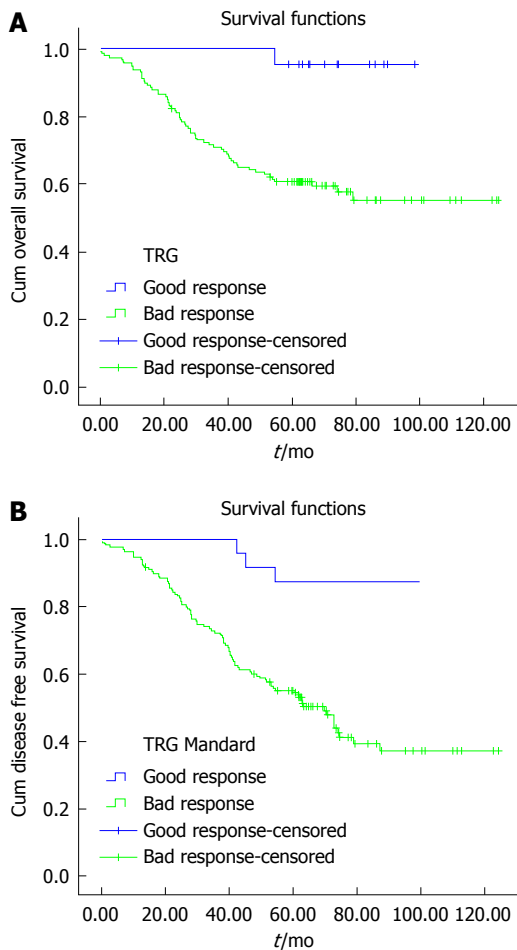 A
Survival functions
Cum overall survival
1.0
0.8
0.6
0.4
0.2
0.0
TRG
Good response
Bad response
Good response-censored
Bad response-censored
0.00 20.00 40.00 60.00 80.00 100.00 120.00
t/mo
B
Survival functions
Cum disease free survival
1.0
0.8
0.6
0.4
0.2
0.0
TRG Mandard
Good response
Bad response
Good response-censored
Bad response-censored
0.00 20.00 40.00 60.00 80.00 100.00 120.00
t/mo